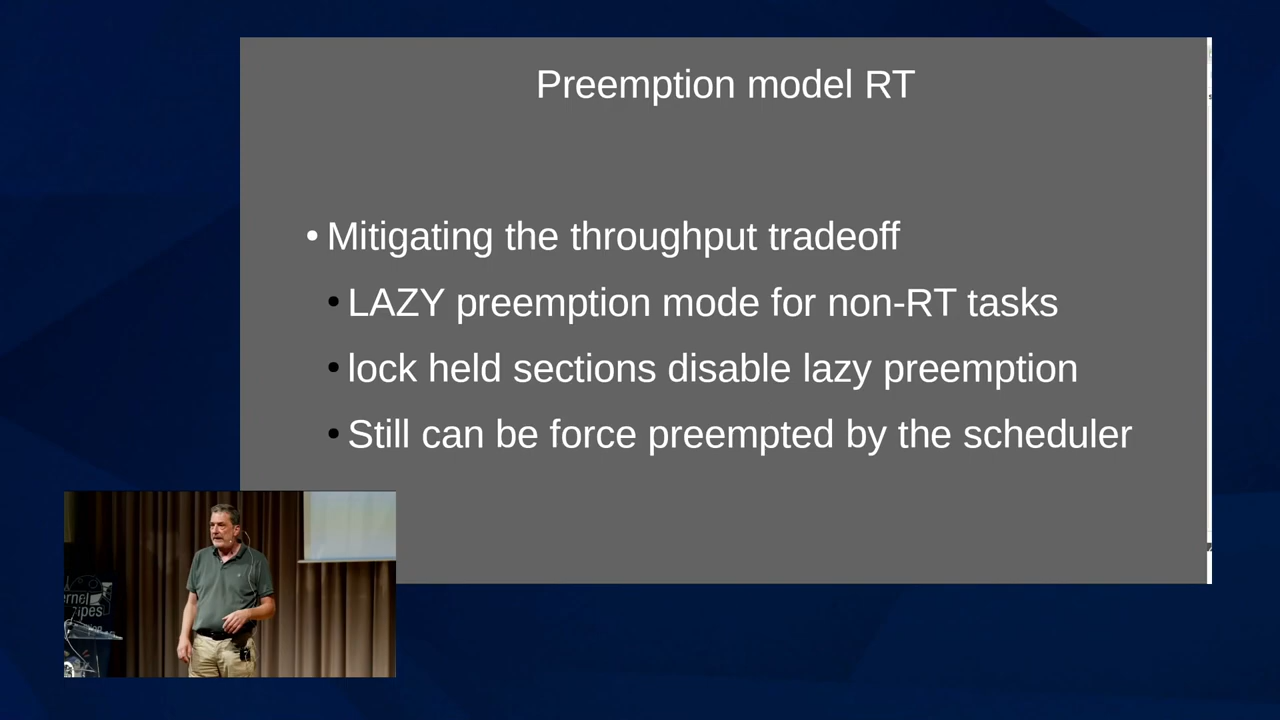 Preemption model RT
• Mitigating the throughput tradeoff
• LAZY preemption mode for non-RT tasks
• lock held sections disable lazy preemption
• Still can be force preempted by the scheduler